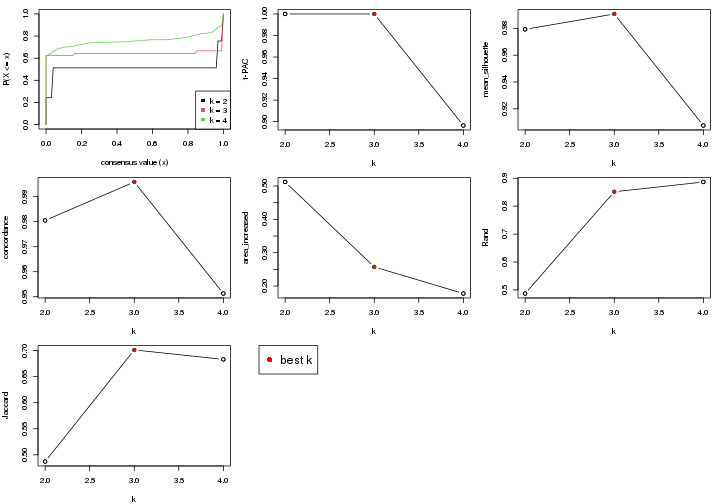 P(X <= x)
0.0 0.2 0.4 0.6 0.8 1.0
0.0 0.2 0.4 0.6 0.8 1.0
consensus value (x)
k = 2
k = 3
k = 4
1-PAC
0.90 0.92 0.94 0.96 0.98 1.00
2.0 2.5 3.0 3.5 4.0
k
mean_silhouette
0.92 0.94 0.96 0.98
2.0 2.5 3.0 3.5 4.0
k
concordance
0.95 0.96 0.97 0.98 0.99
2.0 2.5 3.0 3.5 4.0
k
area_increased
0.20 0.30 0.40 0.50
2.0 2.5 3.0 3.5 4.0
k
Rand
0.5 0.6 0.7 0.8 0.9
2.0 2.5 3.0 3.5 4.0
k
Jaccard
0.50 0.55 0.60 0.65 0.70
2.0 2.5 3.0 3.5 4.0
k
best k